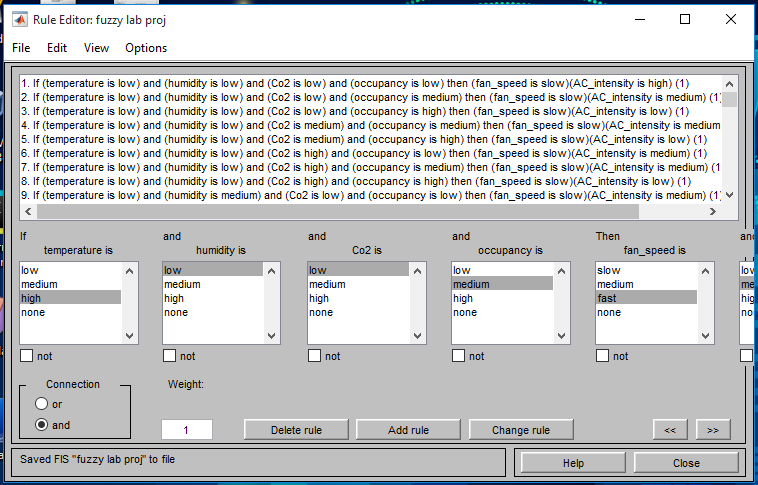 Rule Editor: fuzzy lab proj
File Edit View Options
1. If (temperature is low) and (humidity is low) and (Co2 is low) and (occupancy is low) then (fan_speed is slow)(AC_intensity is high) (1)
2. If (temperature is low) and (humidity is low) and (Co2 is low) and (occupancy is medium) then (fan_speed is slow)(AC_intensity is medium) (1)
3. If (temperature is low) and (humidity is low) and (Co2 is low) and (occupancy is high) then (fan_speed is slow)(AC_intensity is low) (1)
4. If (temperature is low) and (humidity is low) and (Co2 is medium) and (occupancy is medium) then (fan_speed is slow)(AC_intensity is medium
5. If (temperature is low) and (humidity is low) and (Co2 is medium) and (occupancy is high) then (fan_speed is slow)(AC_intensity is low) (1)
6. If (temperature is low) and (humidity is low) and (Co2 is high) and (occupancy is low) then (fan_speed is slow)(AC_intensity is medium) (1)
7. If (temperature is low) and (humidity is low) and (Co2 is high) and (occupancy is medium) then (fan_speed is slow)(AC_intensity is medium) (1
8. If (temperature is low) and (humidity is low) and (Co2 is high) and (occupancy is high) then (fan_speed is slow)(AC_intensity is low) (1)
9. If (temperature is low) and (humidity is medium) and (Co2 is low) and (occupancy is low) then (fan_speed is slow)(AC_intensity is medium) (1
If and and and Then and
temperature is humidity is Co2 is occupancy is fan_speed is
low low low low slow low
medium medium medium medium medium me
high high high high fast hig
none none none none none no
not not not not not
Connection Weight:
or
and 1 Delete rule Add rule Change rule << >>
Saved FIS "fuzzy lab proj" to file Help Close